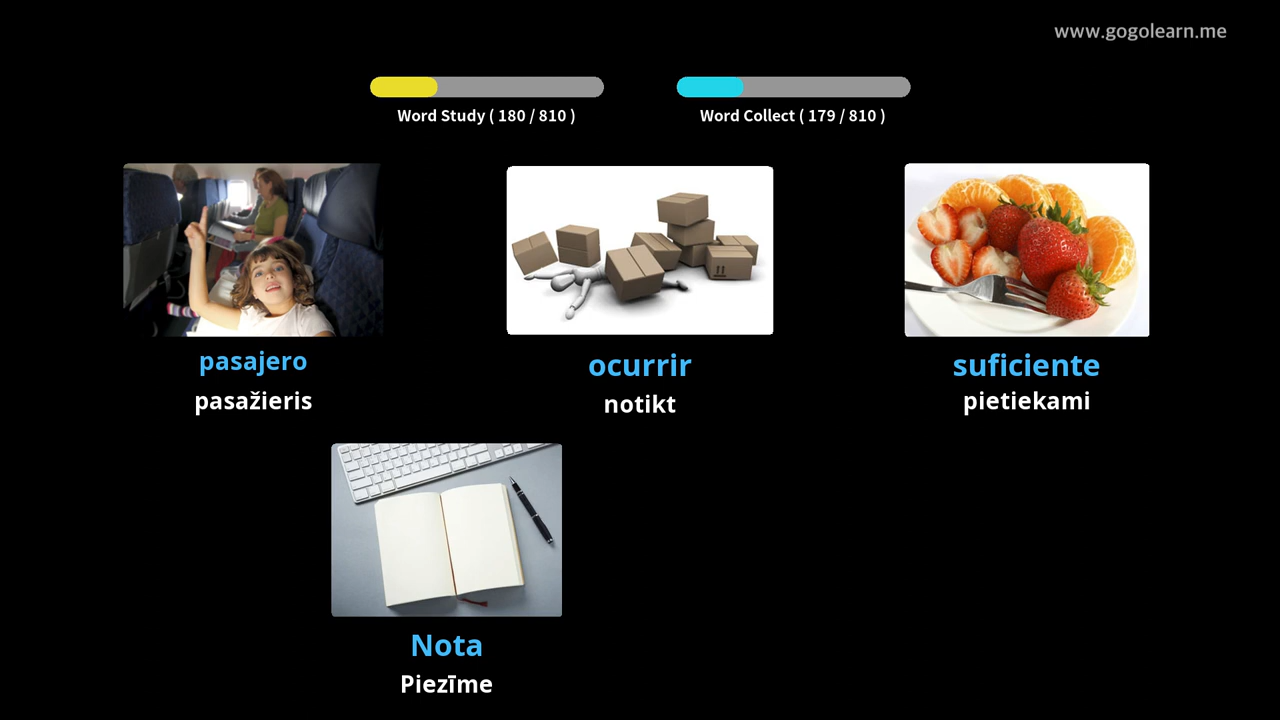 www.gogolearn.me
Word Study ( 180 / 810 )
Word Collect ( 179 / 810 )
pasajero
pasažieris
ocurrir
notikt
suficiente
pietiekami
Nota
Piezīme